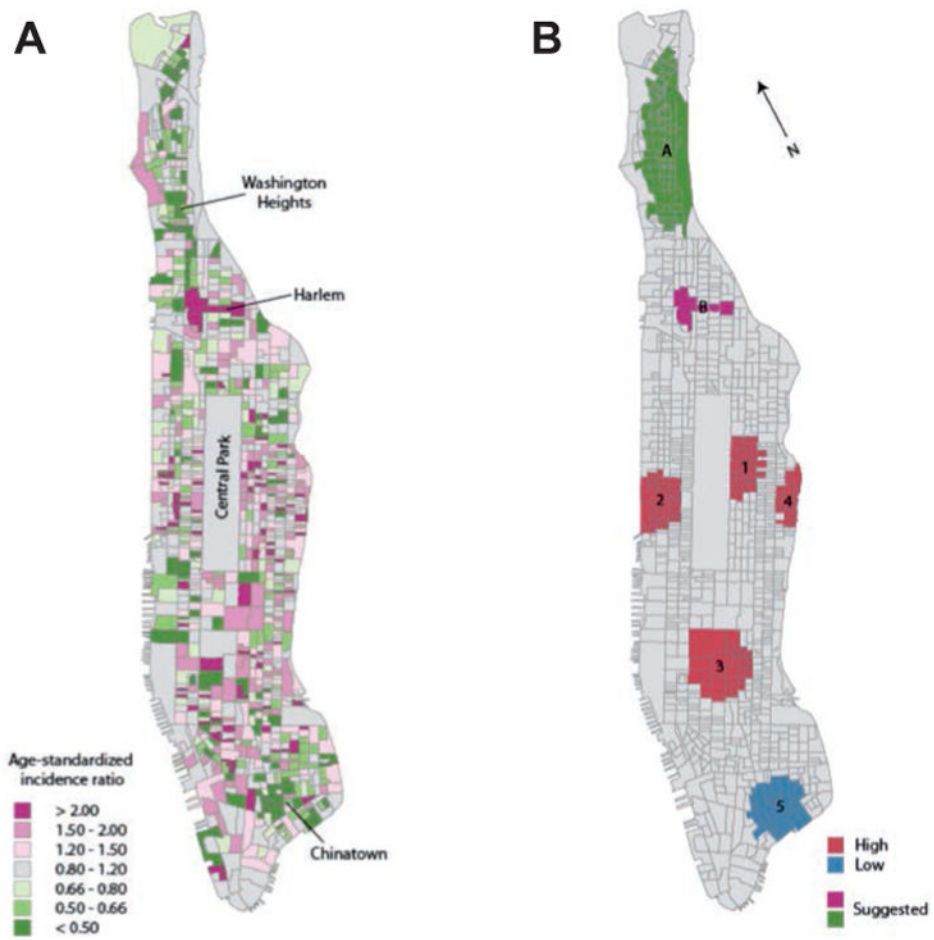 A
B
N
Washington
Heights
Harlem
Central Park
Chinatown
Age-standardized
incidence ratio
> 2.00
1.50 - 2.00
1.20 - 1.50
0.80 - 1.20
0.66 - 0.80
0.50 - 0.66
< 0.50
A
B
1
2
4
3
5
High
Low
Suggested